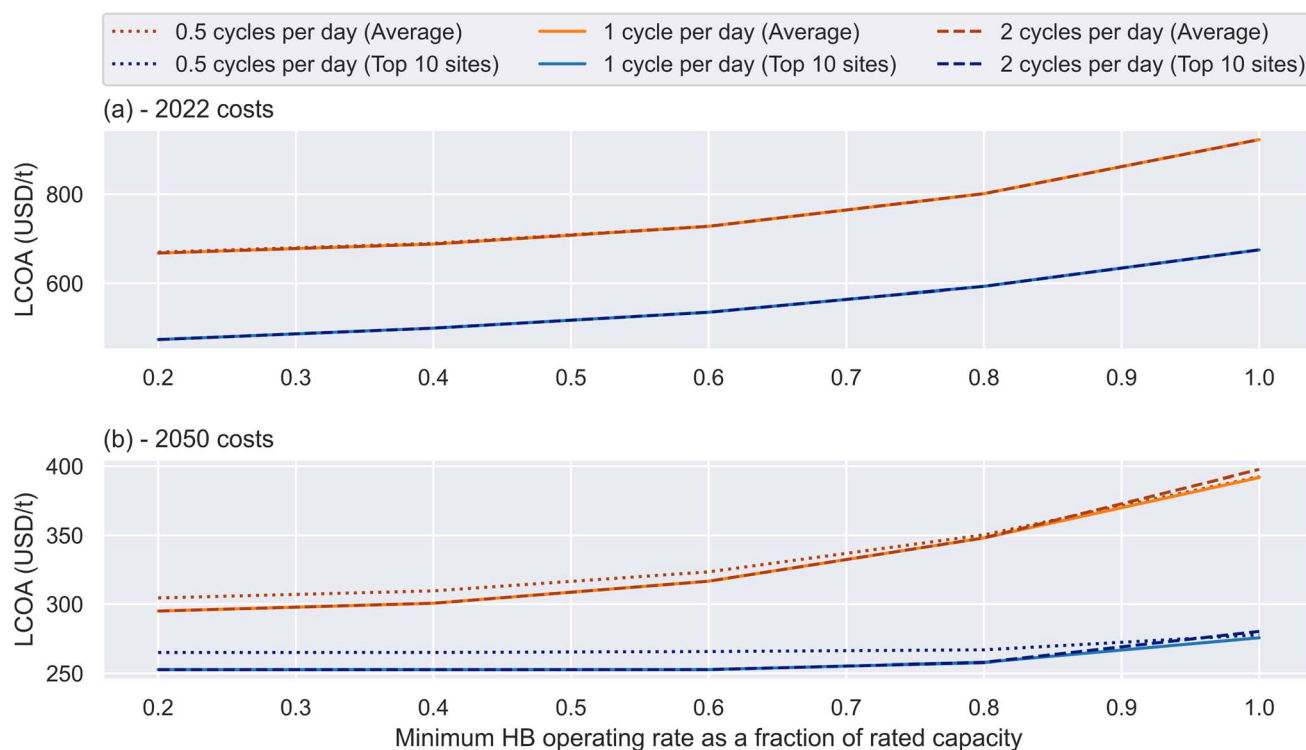 0.5 cycles per day (Average) 1 cycle per day (Average) 2 cycles per day (Average)
0.5 cycles per day (Top 10 sites) 1 cycle per day (Top 10 sites) 2 cycles per day (Top 10 sites)
(a) - 2022 costs
LCOA (USD/t)
800
600
0.2 0.3 0.4 0.5 0.6 0.7 0.8 0.9 1.0
(b) - 2050 costs
LCOA (USD/t)
400
350
300
250
0.2 0.3 0.4 0.5 0.6 0.7 0.8 0.9 1.0
Minimum HB operating rate as a fraction of rated capacity